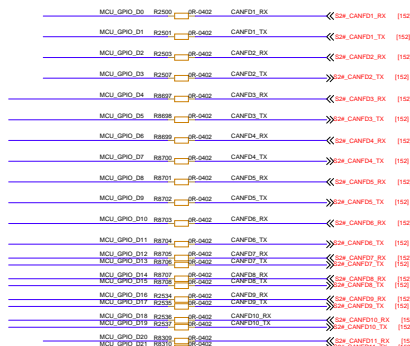 MCU_GPIO_D0 R2500 0R-0402 CANFD1_RX S2#_CANFD1_RX [152
MCU_GPIO_D1 R2501 0R-0402 CANFD1_TX S2#_CANFD1_TX [152]
MCU_GPIO_D2 R2503 0R-0402 CANFD2_RX S2#_CANFD2_RX [152
MCU_GPIO_D3 R2507 0R-0402 CANFD2_TX S2#_CANFD2_TX [152]
MCU_GPIO_D4 R8697 0R-0402 CANFD3_RX S2#_CANFD3_RX [152
MCU_GPIO_D5 R8698 0R-0402 CANFD3_TX S2#_CANFD3_TX [152]
MCU_GPIO_D6 R8699 0R-0402 CANFD4_RX S2#_CANFD4_RX [152
MCU_GPIO_D7 R8700 0R-0402 CANFD4_TX S2#_CANFD4_TX [152]
MCU_GPIO_D8 R8701 0R-0402 CANFD5_RX S2#_CANFD5_RX [152
MCU_GPIO_D9 R8702 0R-0402 CANFD5_TX S2#_CANFD5_TX [152]
MCU_GPIO_D10 R8703 0R-0402 CANFD6_RX S2#_CANFD6_RX [152
MCU_GPIO_D11 R8704 0R-0402 CANFD6_TX S2#_CANFD6_TX [152]
MCU_GPIO_D12 R8705 0R-0402 CANFD7_RX S2#_CANFD7_RX [152
MCU_GPIO_D13 R8706 0R-0402 CANFD7_TX S2#_CANFD7_TX [152]
MCU_GPIO_D14 R8707 0R-0402 CANFD8_RX S2#_CANFD8_RX [152
MCU_GPIO_D15 R8708 0R-0402 CANFD8_TX S2#_CANFD8_TX [152]
MCU_GPIO_D16 R2534 0R-0402 CANFD9_RX S2#_CANFD9_RX [152
MCU_GPIO_D17 R2535 0R-0402 CANFD9_TX S2#_CANFD9_TX [152]
MCU_GPIO_D18 R2536 0R-0402 CANFD10_RX S2#_CANFD10_RX [15
MCU_GPIO_D19 R2537 0R-0402 CANFD10_TX S2#_CANFD10_TX [152
MCU_GPIO_D20 R8309 0R-0402 S2#_CANFD11_RX [152
MCU_GPIO_D21 R8310 0R-0402